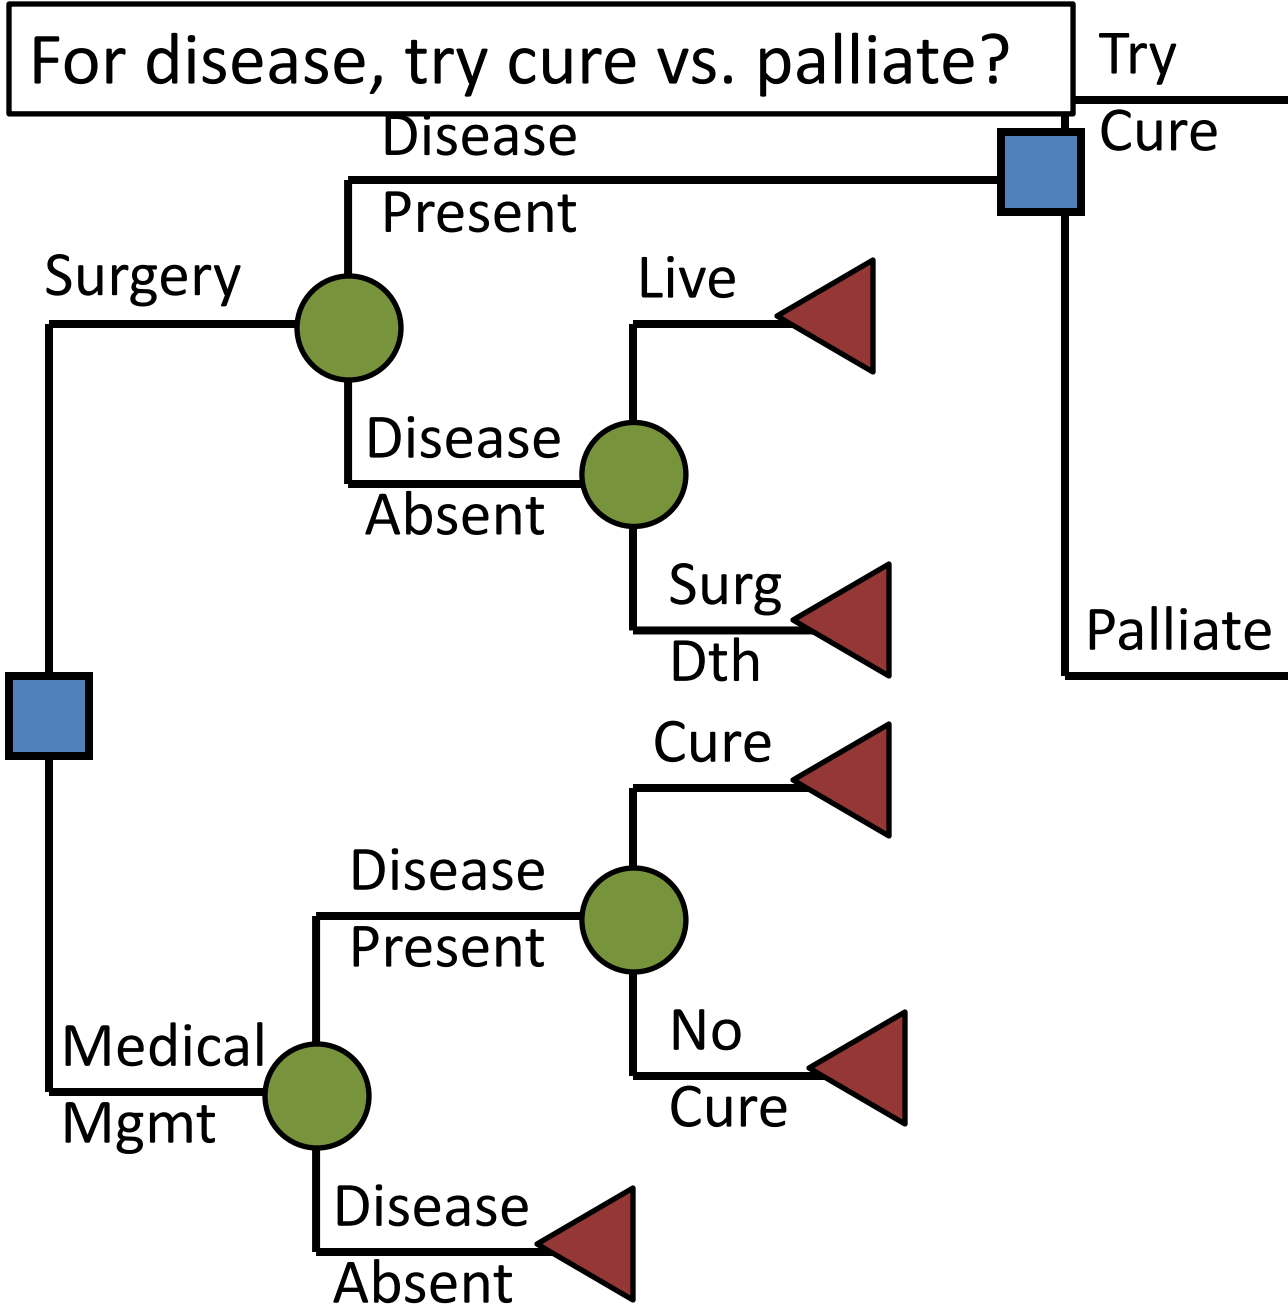 For disease, try cure vs. palliate?
Try
Cure
Disease
Present
Surgery
Live
Disease
Absent
Surg
Dth
Palliate
Cure
Disease
Present
No
Cure
Medical
Mgmt
Disease
Absent